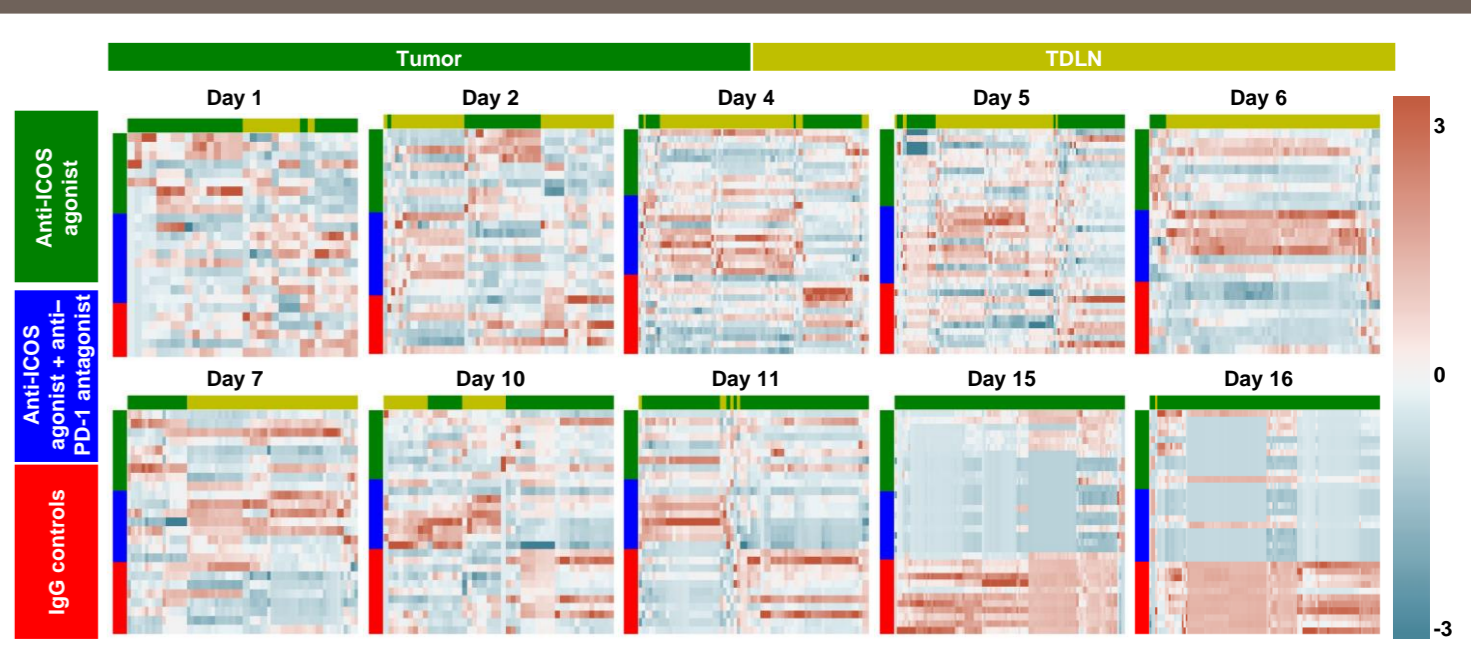 Tumor
TDLN
Day 1
Day 2
Day 4
Day 5
Day 6
Anti-ICOS
agonist
Anti-ICOS
agonist + anti–
PD-1 antagonist
IgG controls
Day 7
Day 10
Day 11
Day 15
Day 16
3
0
-3